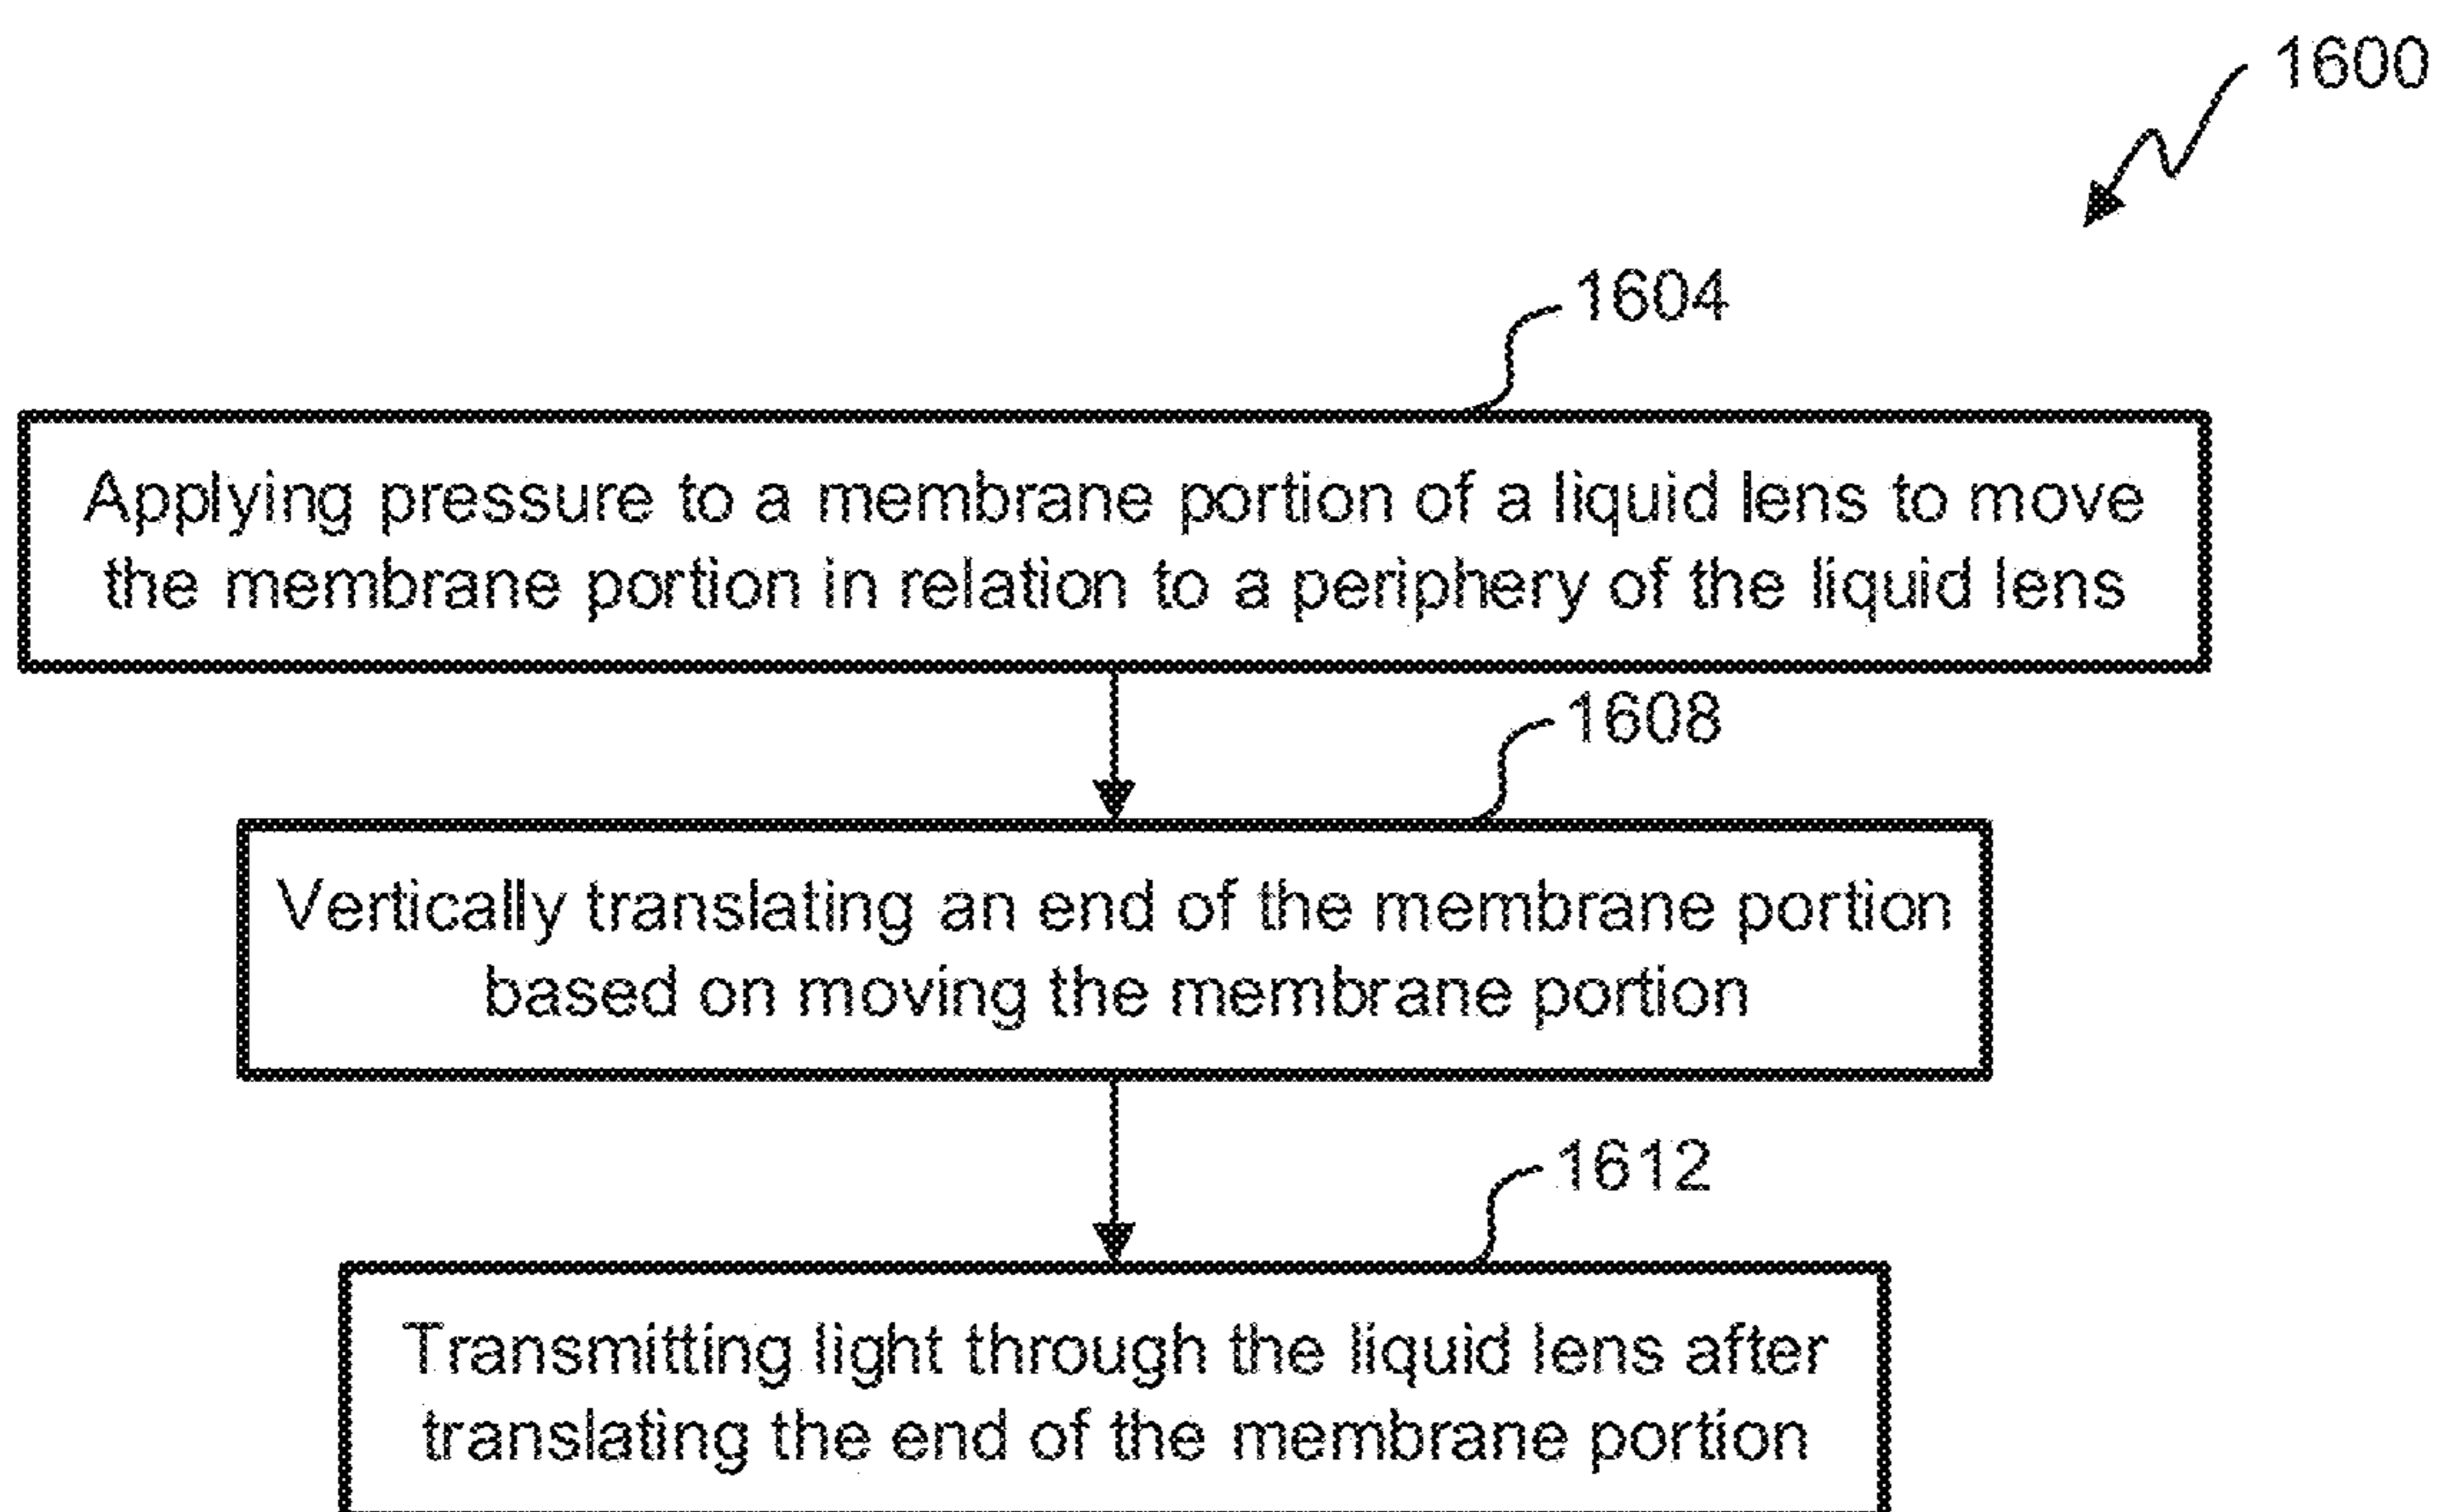 1600
1604
Applying pressure to a membrane portion of a liquid lens to move
the membrane portion in relation to a periphery of the liquid lens
1608
Vertically translating an end of the membrane portion
based on moving the membrane portion
1612
Transmitting light through the liquid lens after
translating the end of the membrane portion